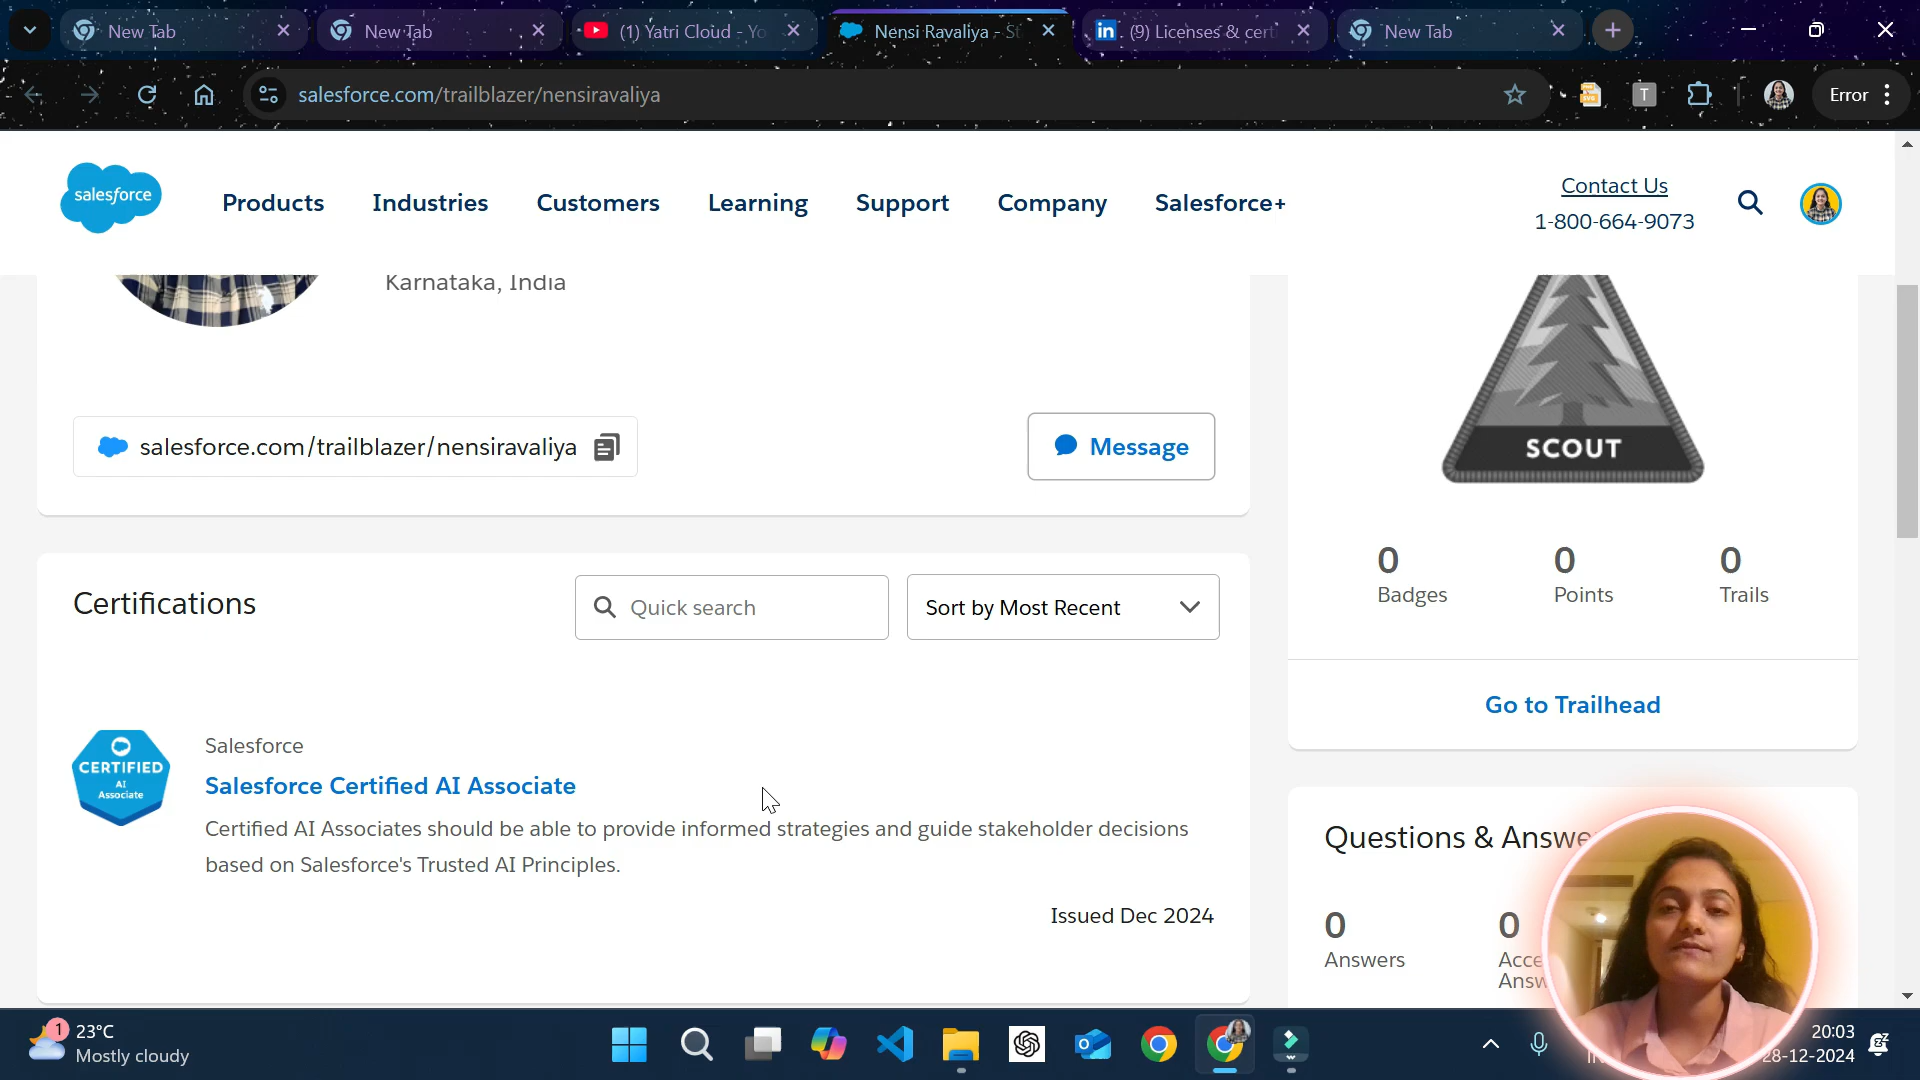 New Tab
New Tab
(1) Yatri Cloud - Yo
Nensi Ravaliya - St
(9) Licenses & certi
New Tab
salesforce.com/trailblazer/nensiravaliya
T
Error
salesforce
Products
Industries
Customers
Learning
Support
Company
Salesforce+
Contact Us
1-800-664-9073
Karnataka, India
salesforce.com/trailblazer/nensiravaliya
Message
SCOUT
0
Badges
0
Points
0
Trails
Go to Trailhead
Certifications
Quick search
Sort by Most Recent
CERTIFIED
AI
Associate
Salesforce
Salesforce Certified AI Associate
Certified AI Associates should be able to provide informed strategies and guide stakeholder decisions
based on Salesforce's Trusted AI Principles.
Issued Dec 2024
Questions & Answe
0
Answers
0
Acce
Answ
1
23°C
Mostly cloudy
20:03
28-12-2024